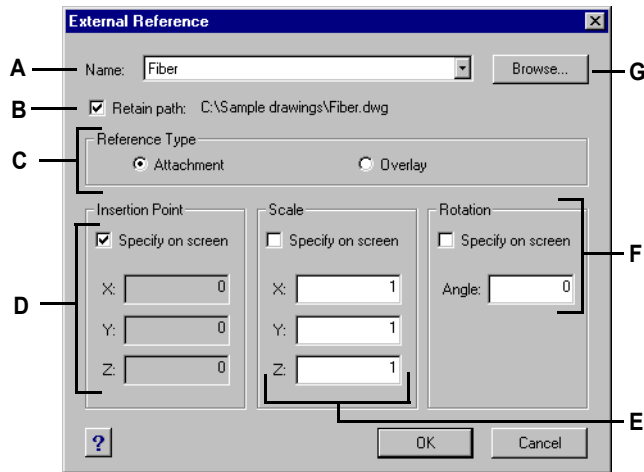 External Reference
A
Name: Fiber
Browse...
G
B
Retain path: C:\Sample drawings\Fiber.dwg
C
Reference Type
Attachment
Overlay
Insertion Point
Scale
Rotation
Specify on screen
Specify on screen
Specify on screen
F
D
X: 0
X: 1
Angle: 0
Y: 0
Y: 1
Z: 0
Z: 1
E
?
OK
Cancel